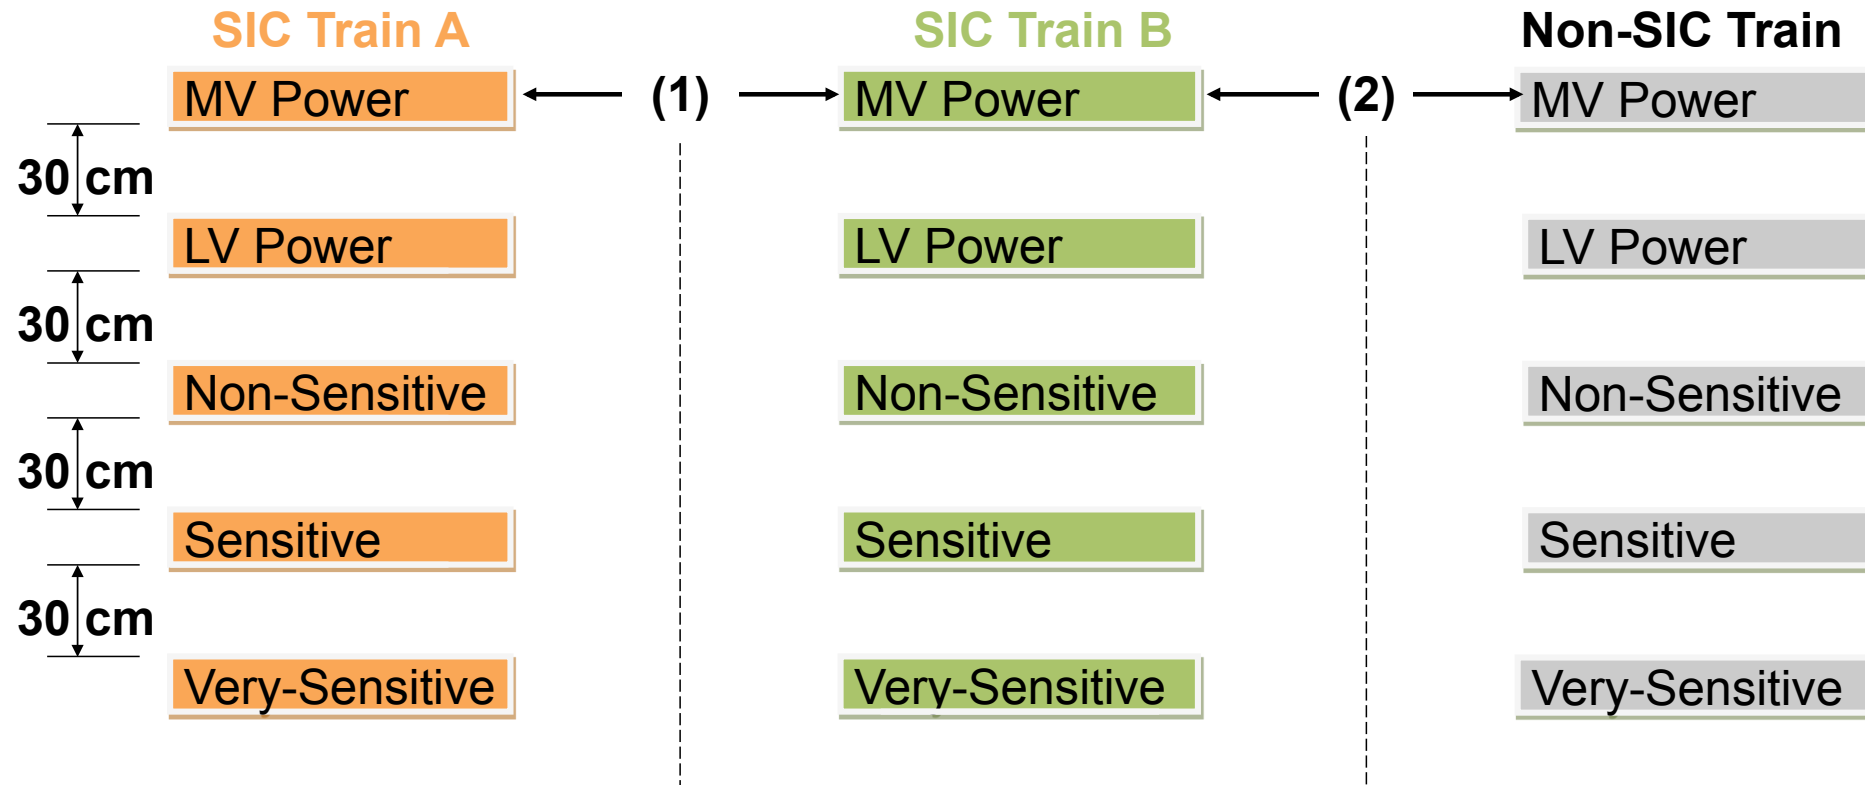 SIC Train A SIC Train B Non-SIC Train
MV Power (1) MV Power (2) MV Power
30 cm
LV Power LV Power LV Power
30 cm
Non-Sensitive Non-Sensitive Non-Sensitive
30 cm
Sensitive Sensitive Sensitive
30 cm
Very-Sensitive Very-Sensitive Very-Sensitive